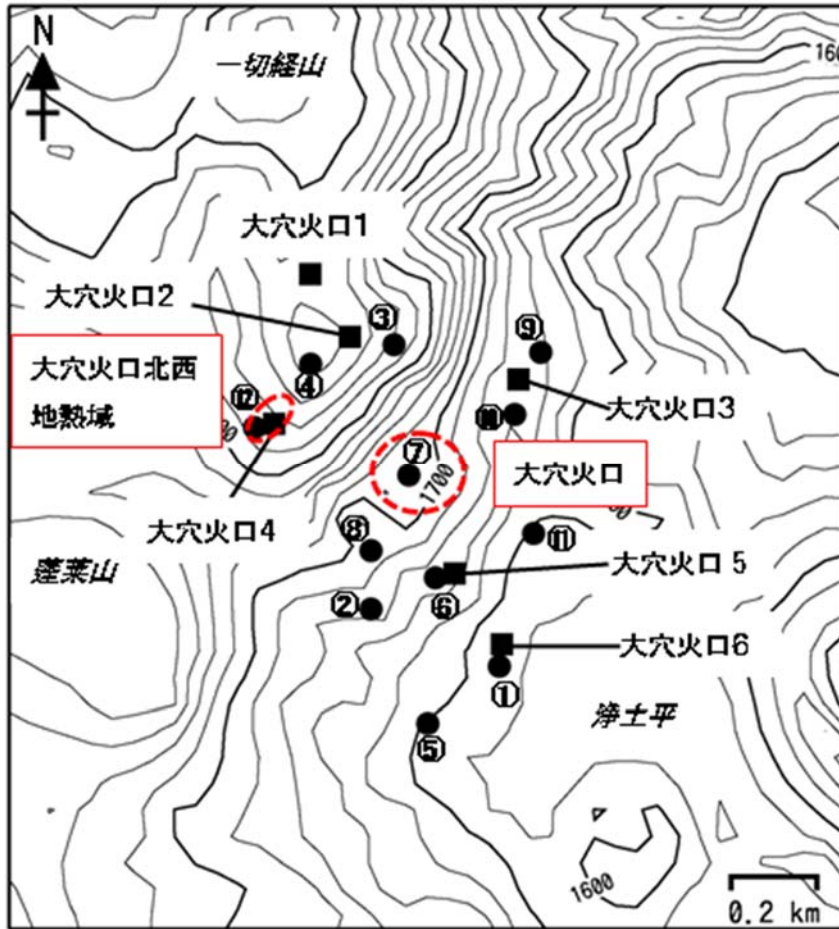 N
一切経山
1600
大穴火口1
大穴火口2
③
⑨
大穴火口北西
地熱域
④
⑫
大穴火口3
⑩
⑦
1700
大穴火口
大穴火口4
⑧
⑪
蓬莱山
大穴火口5
⑥
②
大穴火口6
①
浄土平
⑤
1600
0.2 km